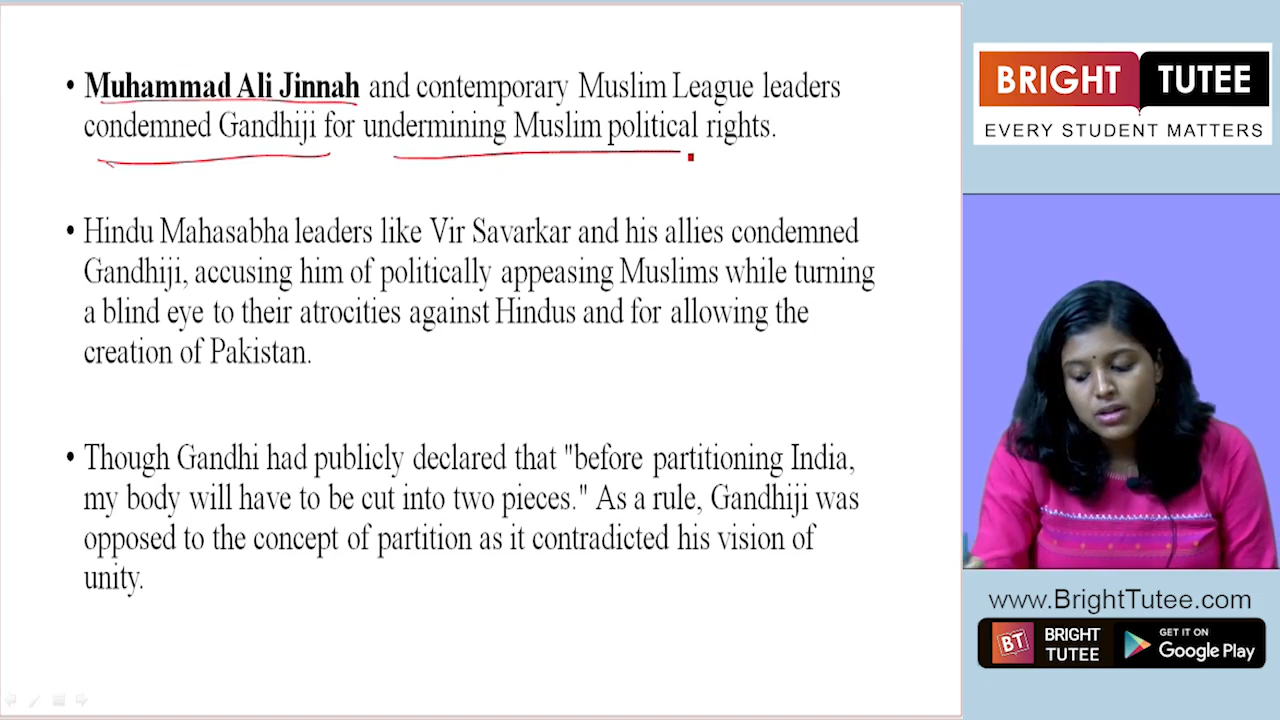 • Muhammad Ali Jinnah and contemporary Muslim League leaders
condemned Gandhiji for undermining Muslim political rights.
• Hindu Mahasabha leaders like Vir Savarkar and his allies condemned
Gandhiji, accusing him of politically appeasing Muslims while turning
a blind eye to their atrocities against Hindus and for allowing the
creation of Pakistan.
• Though Gandhi had publicly declared that "before partitioning India,
my body will have to be cut into two pieces." As a rule, Gandhiji was
opposed to the concept of partition as it contradicted his vision of
unity.
BRIGHT TUTEE
EVERY STUDENT MATTERS
www.BrightTutee.com
BT
BRIGHT
TUTEE
GET IT ON
Google Play